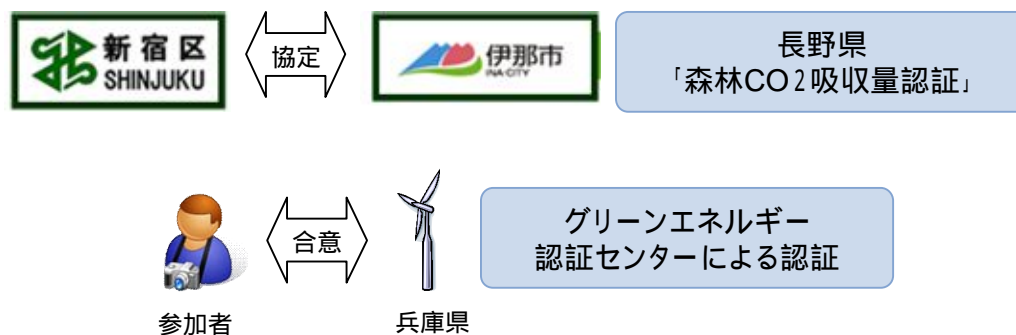 新宿区
SHINJUKU
協定
伊那市
INA-CITY
長野県
「森林CO2吸収量認証」
合意
グリーンエネルギー
認証センターによる認証
参加者
兵庫県